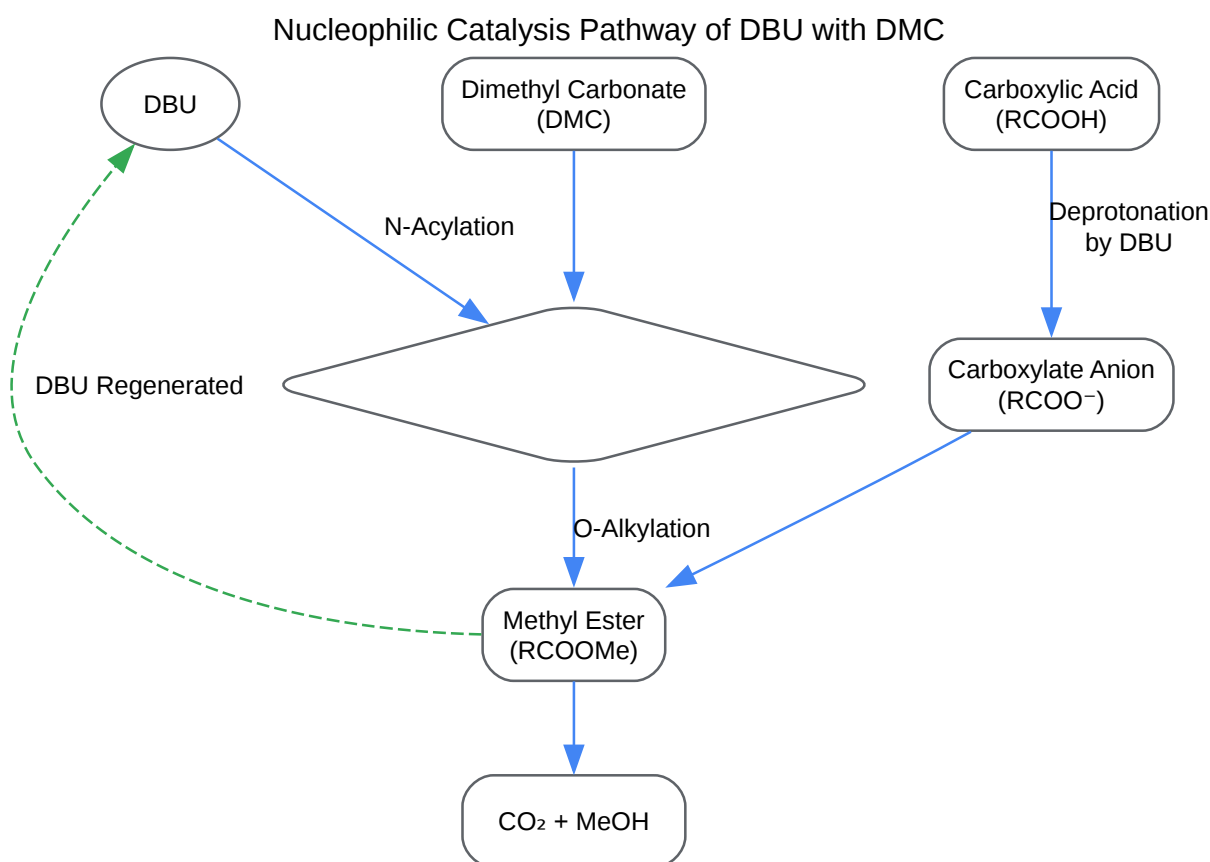 Nucleophilic Catalysis Pathway of DBU with DMC
DBU
Dimethyl Carbonate
(DMC)
Carboxylic Acid
(RCOOH)
N-Acylation
Deprotonation
by DBU
DBU Regenerated
Carboxylate Anion
(RCOO⁻)
O-Alkylation
Methyl Ester
(RCOOMe)
CO₂ + MeOH